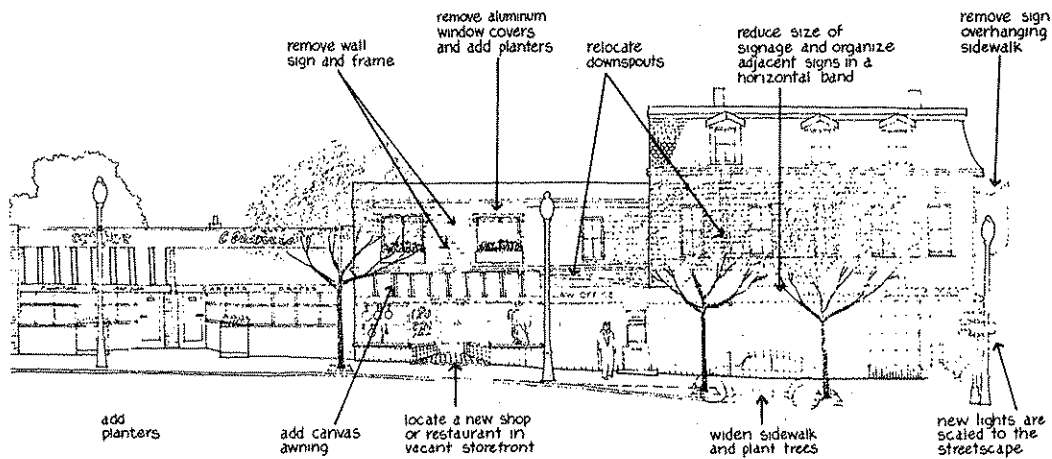 remove wall
sign and frame
remove aluminum
window covers
and add planters
relocate
downspouts
reduce size of
signage and organize
adjacent signs in a
horizontal band
remove sign
overhanging
sidewalk
OFFICE
add
planters
add canvas
awning
locate a new shop
or restaurant in
vacant storefront
widen sidewalk
and plant trees
new lights are
scaled to the
streetscape